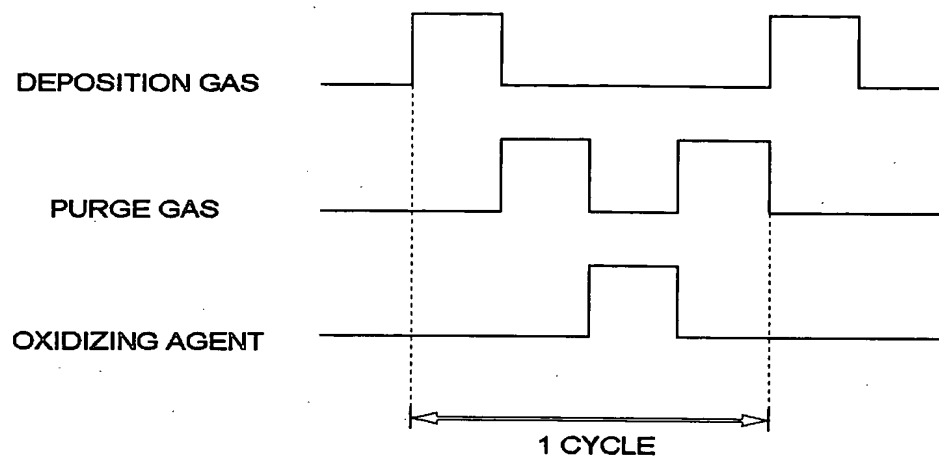 DEPOSITION GAS
PURGE GAS
OXIDIZING AGENT
1 CYCLE